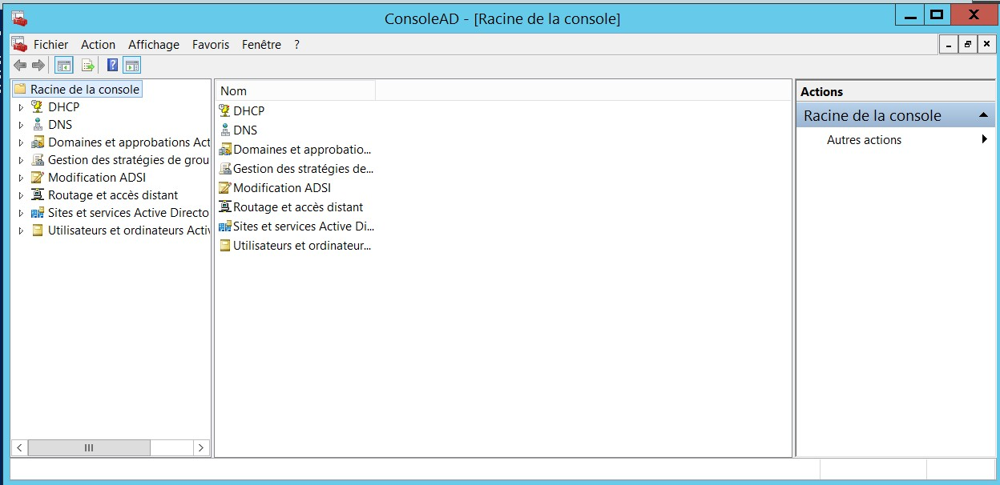 ConsoleAD - [Racine de la console]
Fichier Action Affichage Favoris Fenêtre ?
Racine de la console
DHCP
DNS
Domaines et approbations Act
Gestion des stratégies de grou
Modification ADSI
Routage et accès distant
Sites et services Active Directo
Utilisateurs et ordinateurs Activ
Nom
DHCP
DNS
Domaines et approbatio...
Gestion des stratégies de...
Modification ADSI
Routage et accès distant
Sites et services Active Di...
Utilisateurs et ordinateur...
Actions
Racine de la console
Autres actions